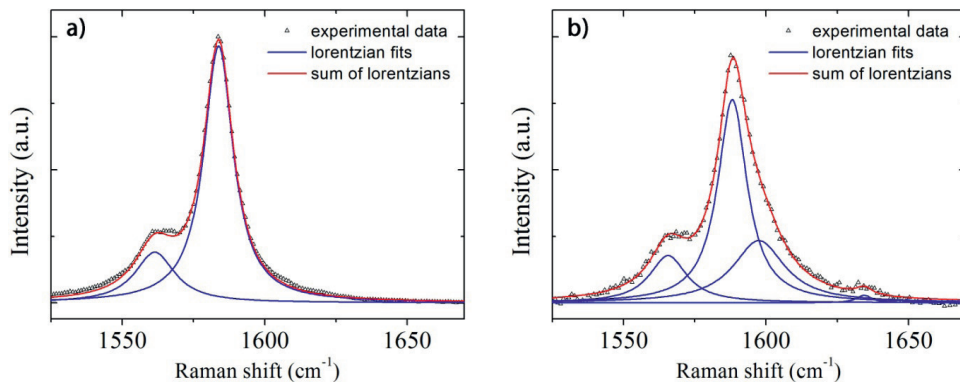 a)
experimental data
lorentzian fits
sum of lorentzians
Intensity (a.u.)
1550
1600
1650
Raman shift (cm⁻¹)
b)
experimental data
lorentzian fits
sum of lorentzians
Intensity (a.u.)
1550
1600
1650
Raman shift (cm⁻¹)